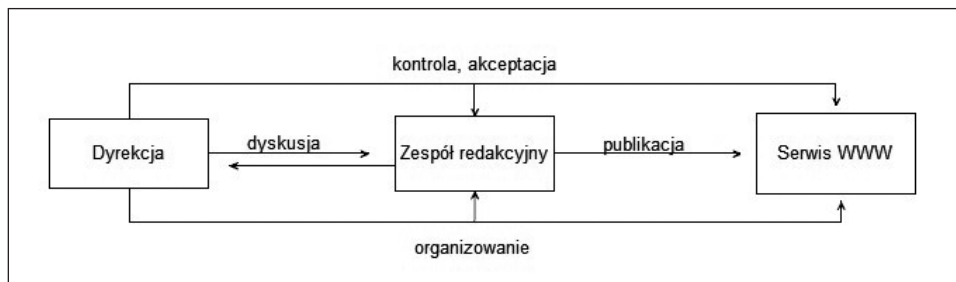 kontrola, akceptacja
Dyrekcja
dyskusja
Zespół redakcyjny
publikacja
Serwis WWW
organizowanie